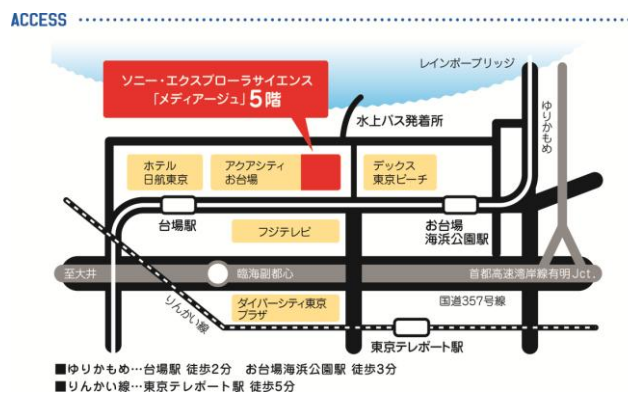 ACCESS
ソニー・エクスプローラサイエンス
「メディアージュ」5階
レインボーブリッジ
ゆりかもめ
水上バス発着所
ホテル
日航東京
アクアシティ
お台場
デックス
東京ビーチ
台場駅
フジテレビ
お台場
海浜公園駅
至大井
臨海副都心
首都高速湾岸線有明Jct.
りんかい線
ダイバーシティ東京
プラザ
国道357号線
東京テレポート駅
■ゆりかもめ…台場駅 徒歩2分 お台場海浜公園駅 徒歩3分
■りんかい線…東京テレポート駅 徒歩5分